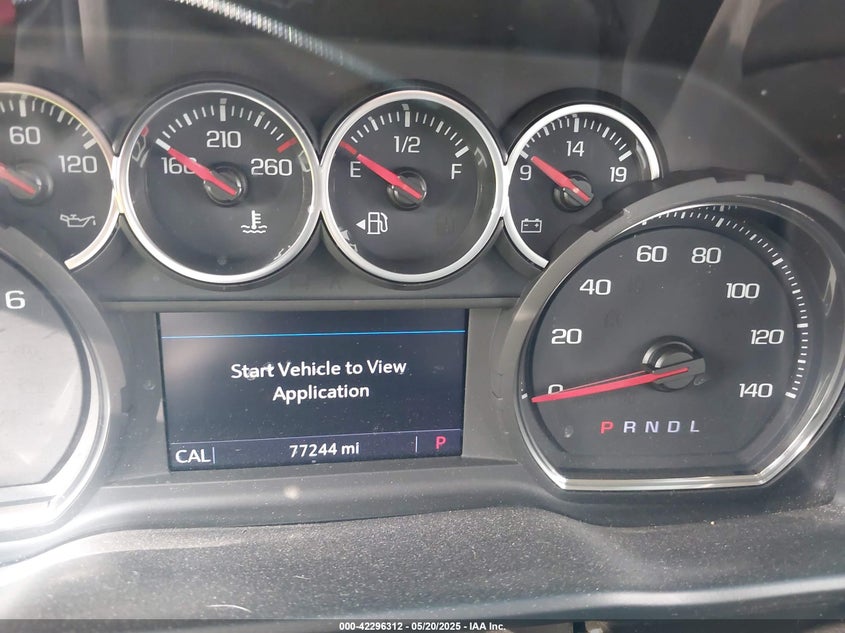 60
120
160
210
260
E
1/2
F
9
14
19
6
Start Vehicle to View
Application
CAL
77244 mi
P
0
20
40
60
80
100
120
140
P R N D L
000-42296312 - 05/20/2025 - IAA Inc.